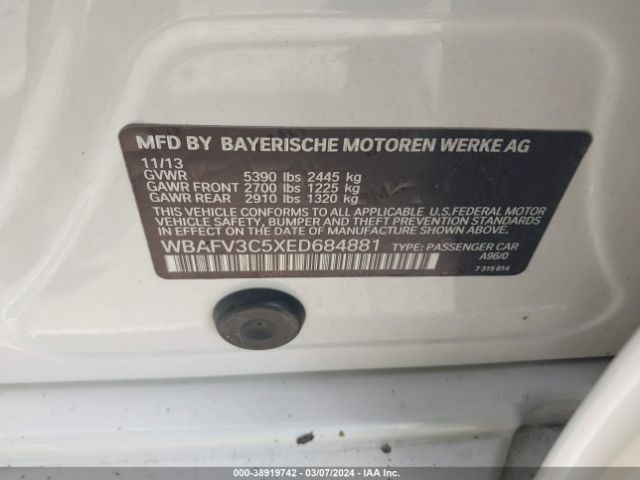 MFD BY BAYERISCHE MOTOREN WERKE AG
11/13
GVWR 5390 lbs 2445 kg
GAWR FRONT 2700 lbs 1225 kg
GAWR REAR 2910 lbs 1320 kg
THIS VEHICLE CONFORMS TO ALL APPLICABLE U.S.FEDERAL MOTOR
VEHICLE SAFETY, BUMPER AND THEFT PREVENTION STANDARDS
IN EFFECT ON THE DATE OF MANUFACTURE SHOWN ABOVE.
WBAFV3C5XED684881 TYPE: PASSENGER CAR
A96/0
7 315 814
000-38919742 — 03/07/2024 — IAA Inc.